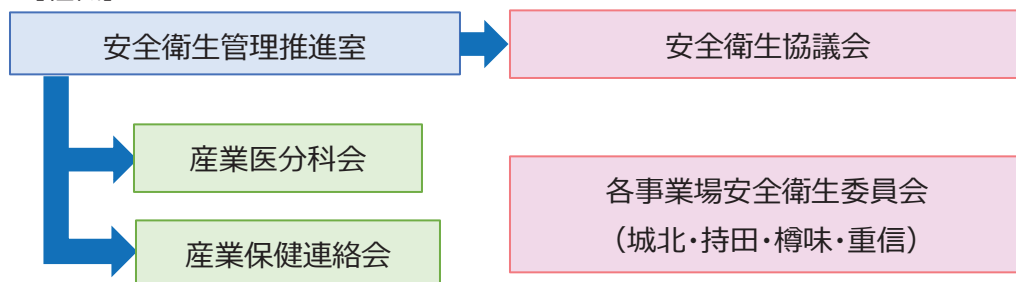 安全衛生管理推進室
安全衛生協議会
産業医分科会
各事業場安全衛生委員会
（城北・持田・樽味・重信）
産業保健連絡会